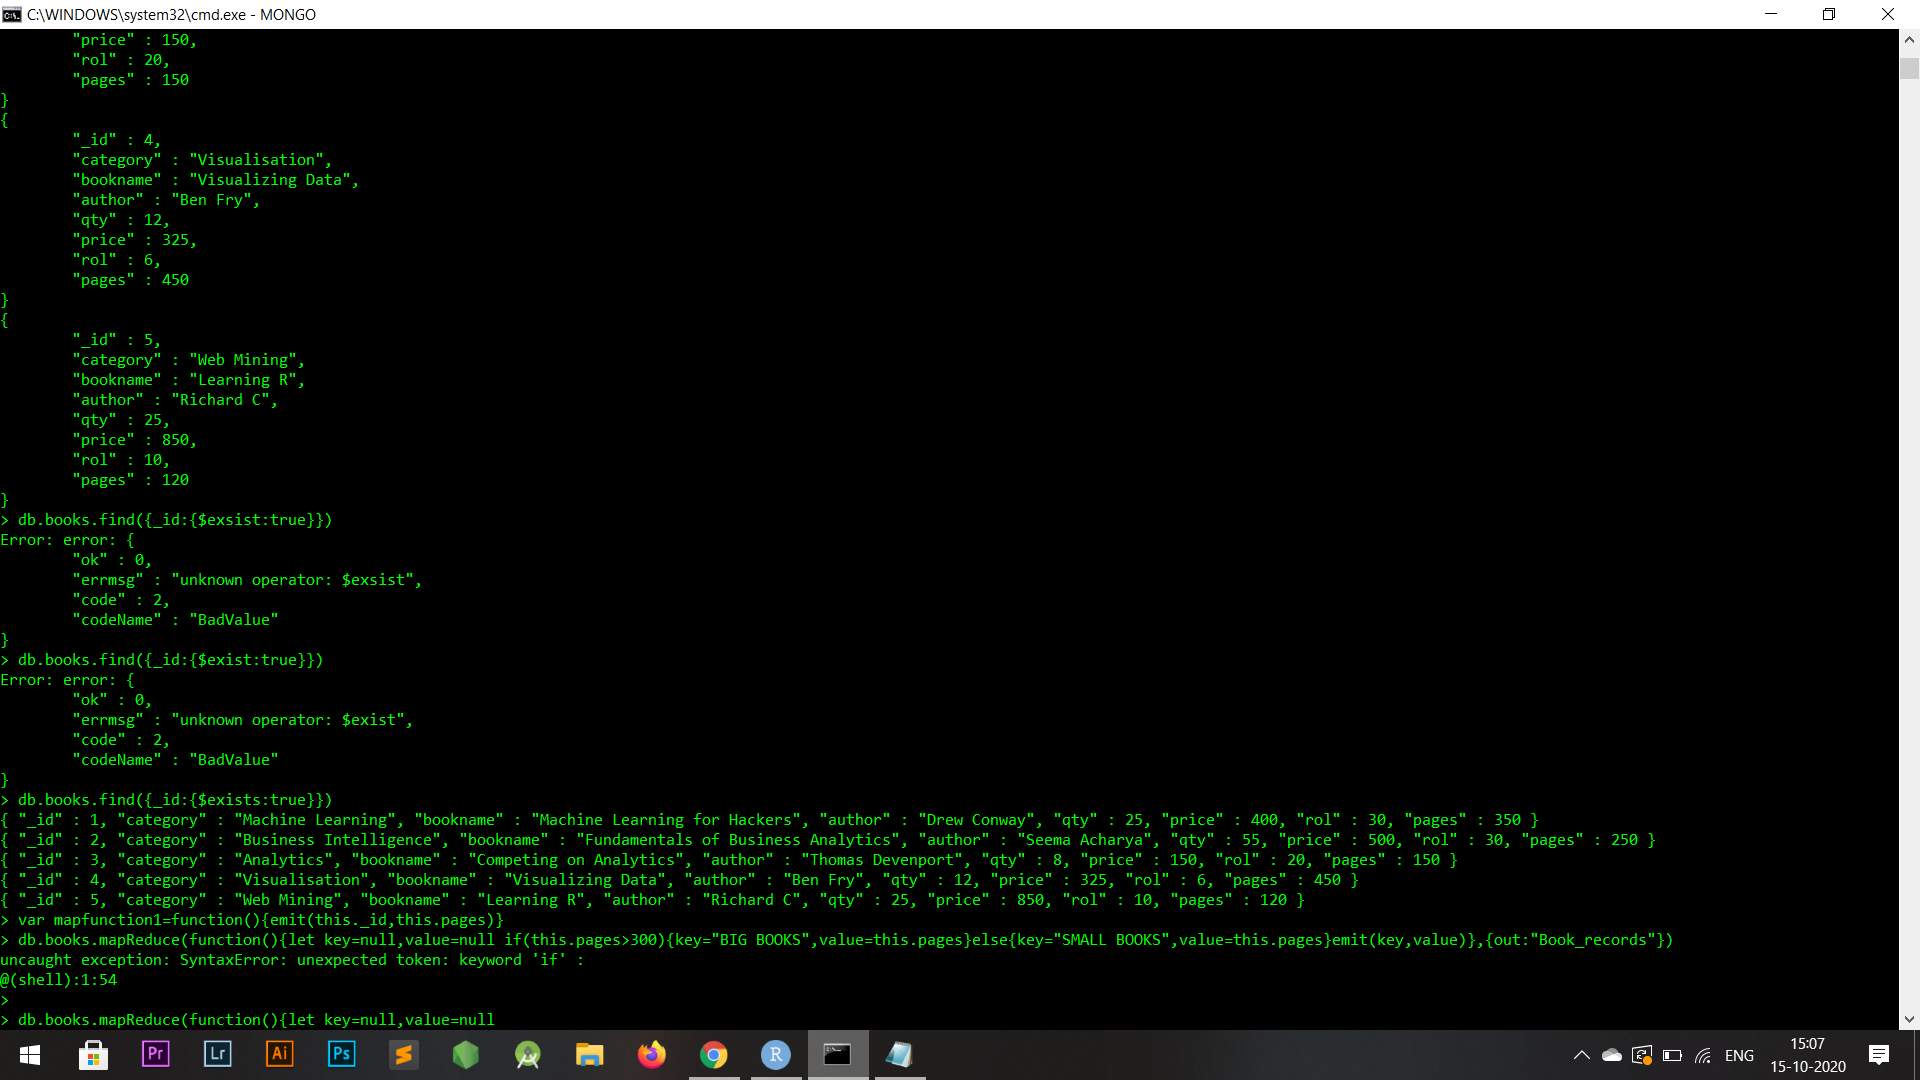 C:\WINDOWS\system32\cmd.exe - MONGO
        "price" : 150,
        "rol" : 20,
        "pages" : 150
}
{
        "_id" : 4,
        "category" : "Visualisation",
        "bookname" : "Visualizing Data",
        "author" : "Ben Fry",
        "qty" : 12,
        "price" : 325,
        "rol" : 6,
        "pages" : 450
}
{
        "_id" : 5,
        "category" : "Web Mining",
        "bookname" : "Learning R",
        "author" : "Richard C",
        "qty" : 25,
        "price" : 850,
        "rol" : 10,
        "pages" : 120
}
> db.books.find({_id:{$exsist:true}})
Error: error: {
        "ok" : 0,
        "errmsg" : "unknown operator: $exsist",
        "code" : 2,
        "codeName" : "BadValue"
}
> db.books.find({_id:{$exist:true}})
Error: error: {
        "ok" : 0,
        "errmsg" : "unknown operator: $exist",
        "code" : 2,
        "codeName" : "BadValue"
}
> db.books.find({_id:{$exists:true}})
{ "_id" : 1, "category" : "Machine Learning", "bookname" : "Machine Learning for Hackers", "author" : "Drew Conway", "qty" : 25, "price" : 400, "rol" : 30, "pages" : 350 }
{ "_id" : 2, "category" : "Business Intelligence", "bookname" : "Fundamentals of Business Analytics", "author" : "Seema Acharya", "qty" : 55, "price" : 500, "rol" : 30, "pages" : 250 }
{ "_id" : 3, "category" : "Analytics", "bookname" : "Competing on Analytics", "author" : "Thomas Devenport", "qty" : 8, "price" : 150, "rol" : 20, "pages" : 150 }
{ "_id" : 4, "category" : "Visualisation", "bookname" : "Visualizing Data", "author" : "Ben Fry", "qty" : 12, "price" : 325, "rol" : 6, "pages" : 450 }
{ "_id" : 5, "category" : "Web Mining", "bookname" : "Learning R", "author" : "Richard C", "qty" : 25, "price" : 850, "rol" : 10, "pages" : 120 }
> var mapfunction1=function(){emit(this._id,this.pages)}
> db.books.mapReduce(function(){let key=null,value=null if(this.pages>300){key="BIG BOOKS",value=this.pages}else{key="SMALL BOOKS",value=this.pages}emit(key,value)},{out:"Book_records"})
uncaught exception: SyntaxError: unexpected token: keyword 'if' :
@(shell):1:54
>
> db.books.mapReduce(function(){let key=null,value=null
Pr
Lr
Ai
Ps
R
ENG
15:07
15-10-2020